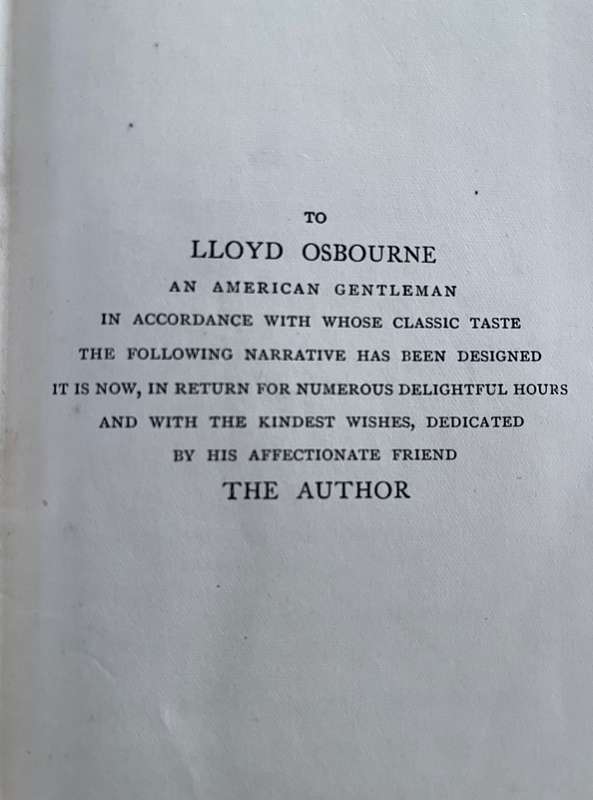 TO
LLOYD OSBOURNE
AN AMERICAN GENTLEMAN
IN ACCORDANCE WITH WHOSE CLASSIC TASTE
THE FOLLOWING NARRATIVE HAS BEEN DESIGNED
IT IS NOW, IN RETURN FOR NUMEROUS DELIGHTFUL HOURS
AND WITH THE KINDEST WISHES, DEDICATED
BY HIS AFFECTIONATE FRIEND
THE AUTHOR